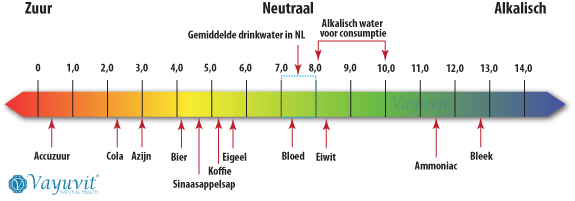 Zuur Neutraal Alkalisch
Gemiddelde drinkwater in NL
Alkalisch water
voor consumptie
0 1,0 2,0 3,0 4,0 5,0 6,0 7,0 8,0 9,0 10,0 11,0 12,0 13,0 14,0
Vayuvit
Accuzuur Cola Azijn Bier Eigeel Bloed Eiwit Bleek
Koffie Ammoniac
Sinaasappelsap
Vayuvit®
NATURAL HEALTH